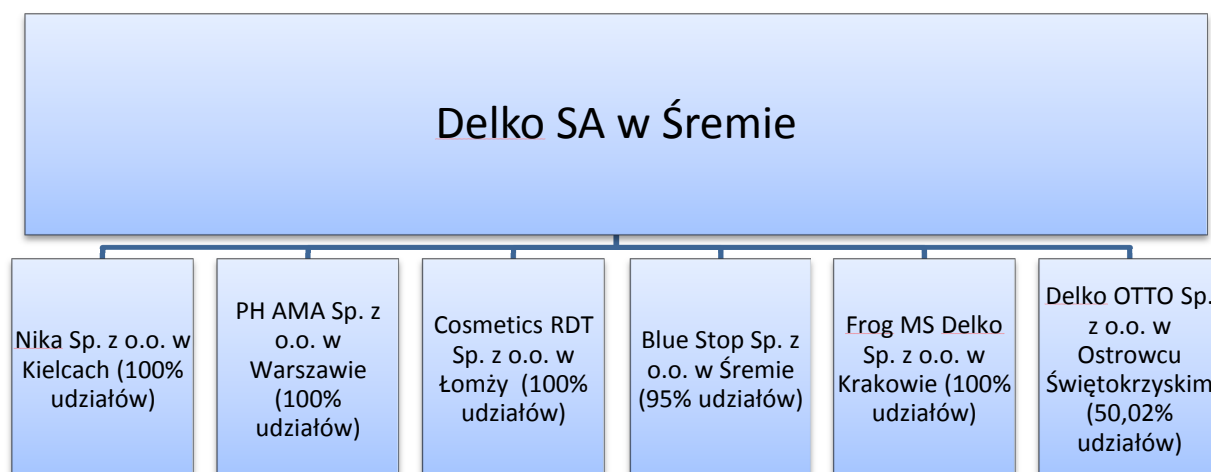 Delko SA w Śremie
Nika Sp. z o.o. w
Kielcach (100%
udziałów)
PH AMA Sp. z
o.o. w
Warszawie
(100%
udziałów)
Cosmetics RDT
Sp. z o.o. w
Łomży (100%
udziałów)
Blue Stop Sp. z
o.o. w Śremie
(95% udziałów)
Frog MS Delko
Sp. z o.o. w
Krakowie (100%
udziałów)
Delko OTTO Sp.
z o.o. w
Ostrowcu
Świętokrzyskim
(50,02%
udziałów)